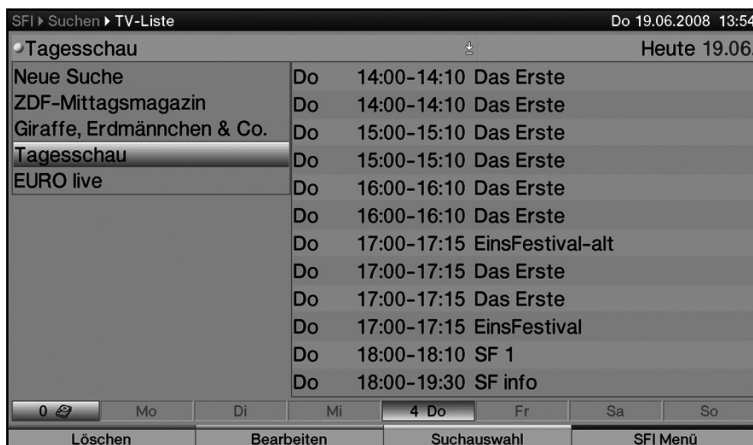 SFI Suchen TV-Liste Do 19.06.2008 13:54
Tagesschau Heute 19.06.
Neue Suche
ZDF-Mittagsmagazin
Giraffe, Erdmännchen & Co.
Tagesschau
EURO live
Do 14:00-14:10 Das Erste
Do 14:00-14:10 Das Erste
Do 15:00-15:10 Das Erste
Do 15:00-15:10 Das Erste
Do 16:00-16:10 Das Erste
Do 16:00-16:10 Das Erste
Do 17:00-17:15 EinsFestival-alt
Do 17:00-17:15 Das Erste
Do 17:00-17:15 Das Erste
Do 17:00-17:15 EinsFestival
Do 18:00-18:10 SF 1
Do 18:00-19:30 SF info
0 Mo Di Mi 4 Do Fr Sa So
Löschen Bearbeiten Suchauswahl SFI Menü